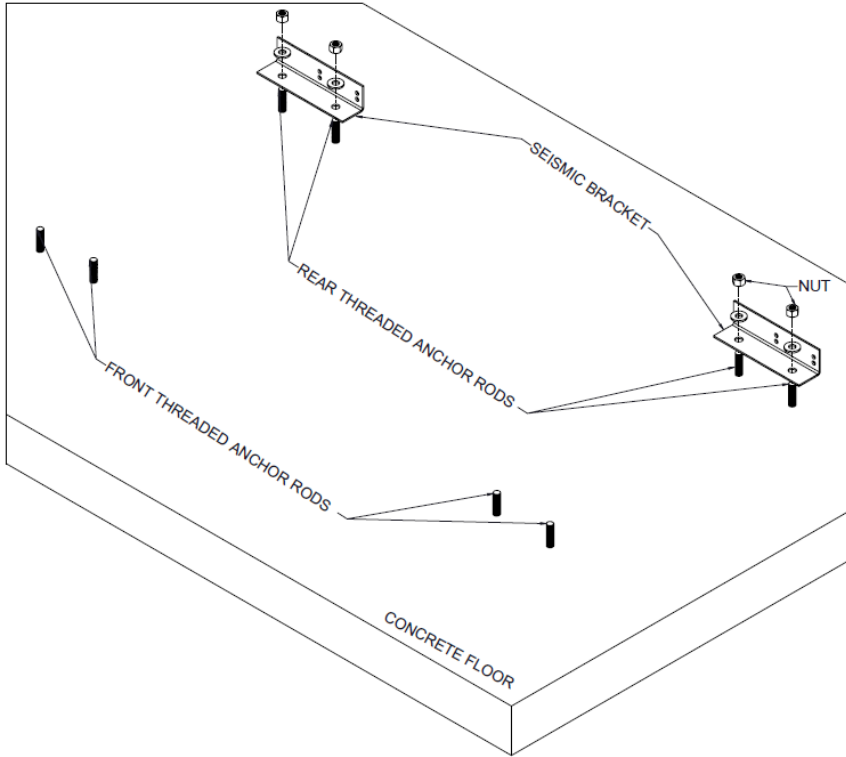 SEISMIC BRACKET
NUT
REAR THREADED ANCHOR RODS
FRONT THREADED ANCHOR RODS
CONCRETE FLOOR